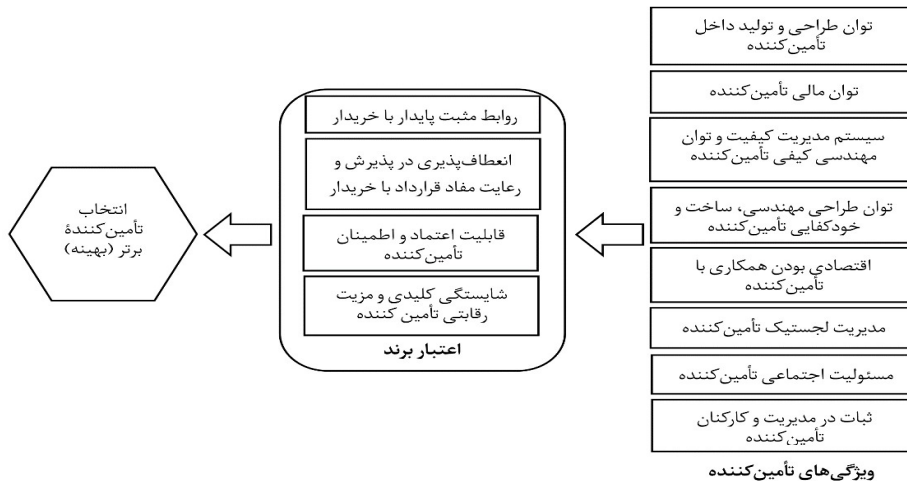 توان طراحی و تولید داخل
تأمین‌کننده
توان مالی تأمین‌کننده
سیستم مدیریت کیفیت و توان
مهندسی کیفی تأمین‌کننده
توان طراحی مهندسی، ساخت و
خودکفایی تأمین‌کننده
اقتصادی بودن همکاری با
تأمین‌کننده
مدیریت لجستیک تأمین‌کننده
مسئولیت اجتماعی تأمین‌کننده
ثبات در مدیریت و کارکنان
تأمین‌کننده
ویژگی‌های تأمین‌کننده
روابط مثبت پایدار با خریدار
انعطاف‌پذیری در پذیرش و
رعایت مفاد قرارداد با خریدار
قابلیت اعتماد و اطمینان
تأمین‌کننده
شایستگی کلیدی و مزیت
رقابتی تأمین کننده
اعتبار برند
انتخاب
تأمین‌کنندۀ
برتر (بهینه)